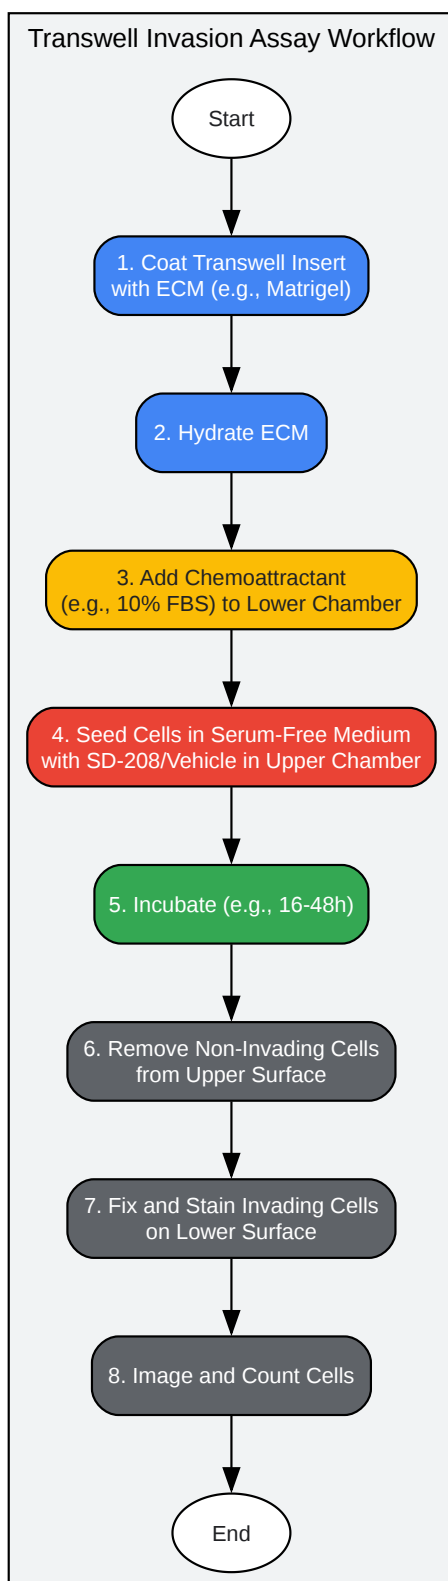 Transwell Invasion Assay Workflow
Start
1. Coat Transwell Insert
with ECM (e.g., Matrigel)
2. Hydrate ECM
3. Add Chemoattractant
(e.g., 10% FBS) to Lower Chamber
4. Seed Cells in Serum-Free Medium
with SD-208/Vehicle in Upper Chamber
5. Incubate (e.g., 16-48h)
6. Remove Non-Invading Cells
from Upper Surface
7. Fix and Stain Invading Cells
on Lower Surface
8. Image and Count Cells
End